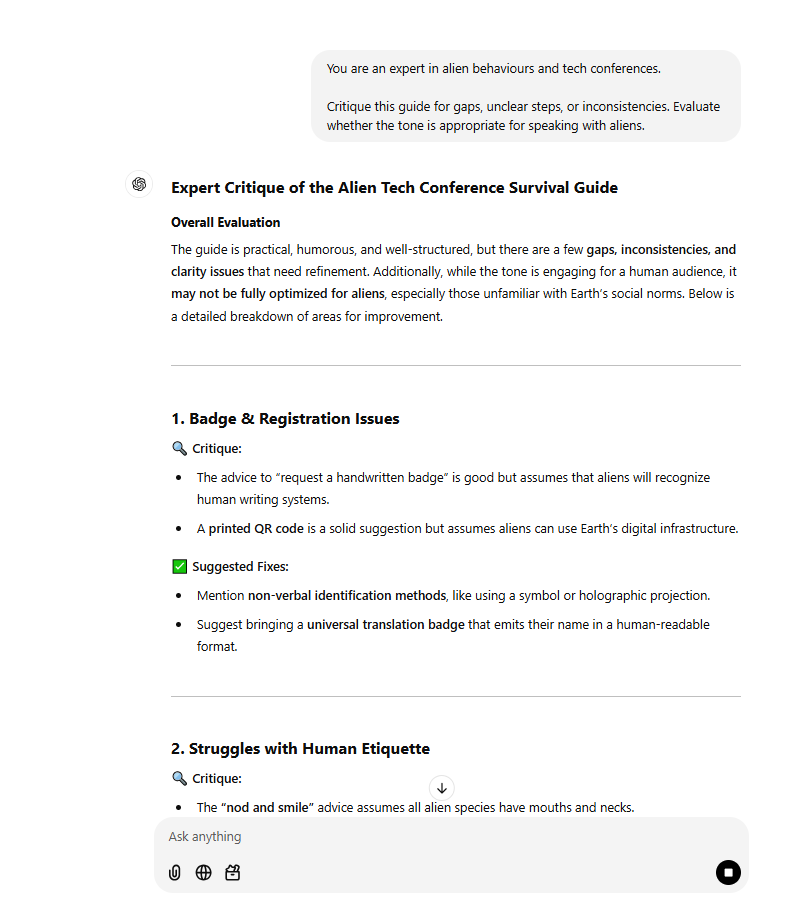 You are an expert in alien behaviours and tech conferences.
Critique this guide for gaps, unclear steps, or inconsistencies. Evaluate
whether the tone is appropriate for speaking with aliens.
Expert Critique of the Alien Tech Conference Survival Guide
Overall Evaluation
The guide is practical, humorous, and well-structured, but there are a few gaps, inconsistencies, and
clarity issues that need refinement. Additionally, while the tone is engaging for a human audience, it
may not be fully optimized for aliens, especially those unfamiliar with Earth’s social norms. Below is
a detailed breakdown of areas for improvement.
1. Badge & Registration Issues
🔍 Critique:
• The advice to “request a handwritten badge” is good but assumes that aliens will recognize
human writing systems.
• A printed QR code is a solid suggestion but assumes aliens can use Earth’s digital infrastructure.
✅ Suggested Fixes:
• Mention non-verbal identification methods, like using a symbol or holographic projection.
• Suggest bringing a universal translation badge that emits their name in a human-readable
format.
2. Struggles with Human Etiquette
🔍 Critique:
• The “nod and smile” advice assumes all alien species have mouths and necks.
Ask anything